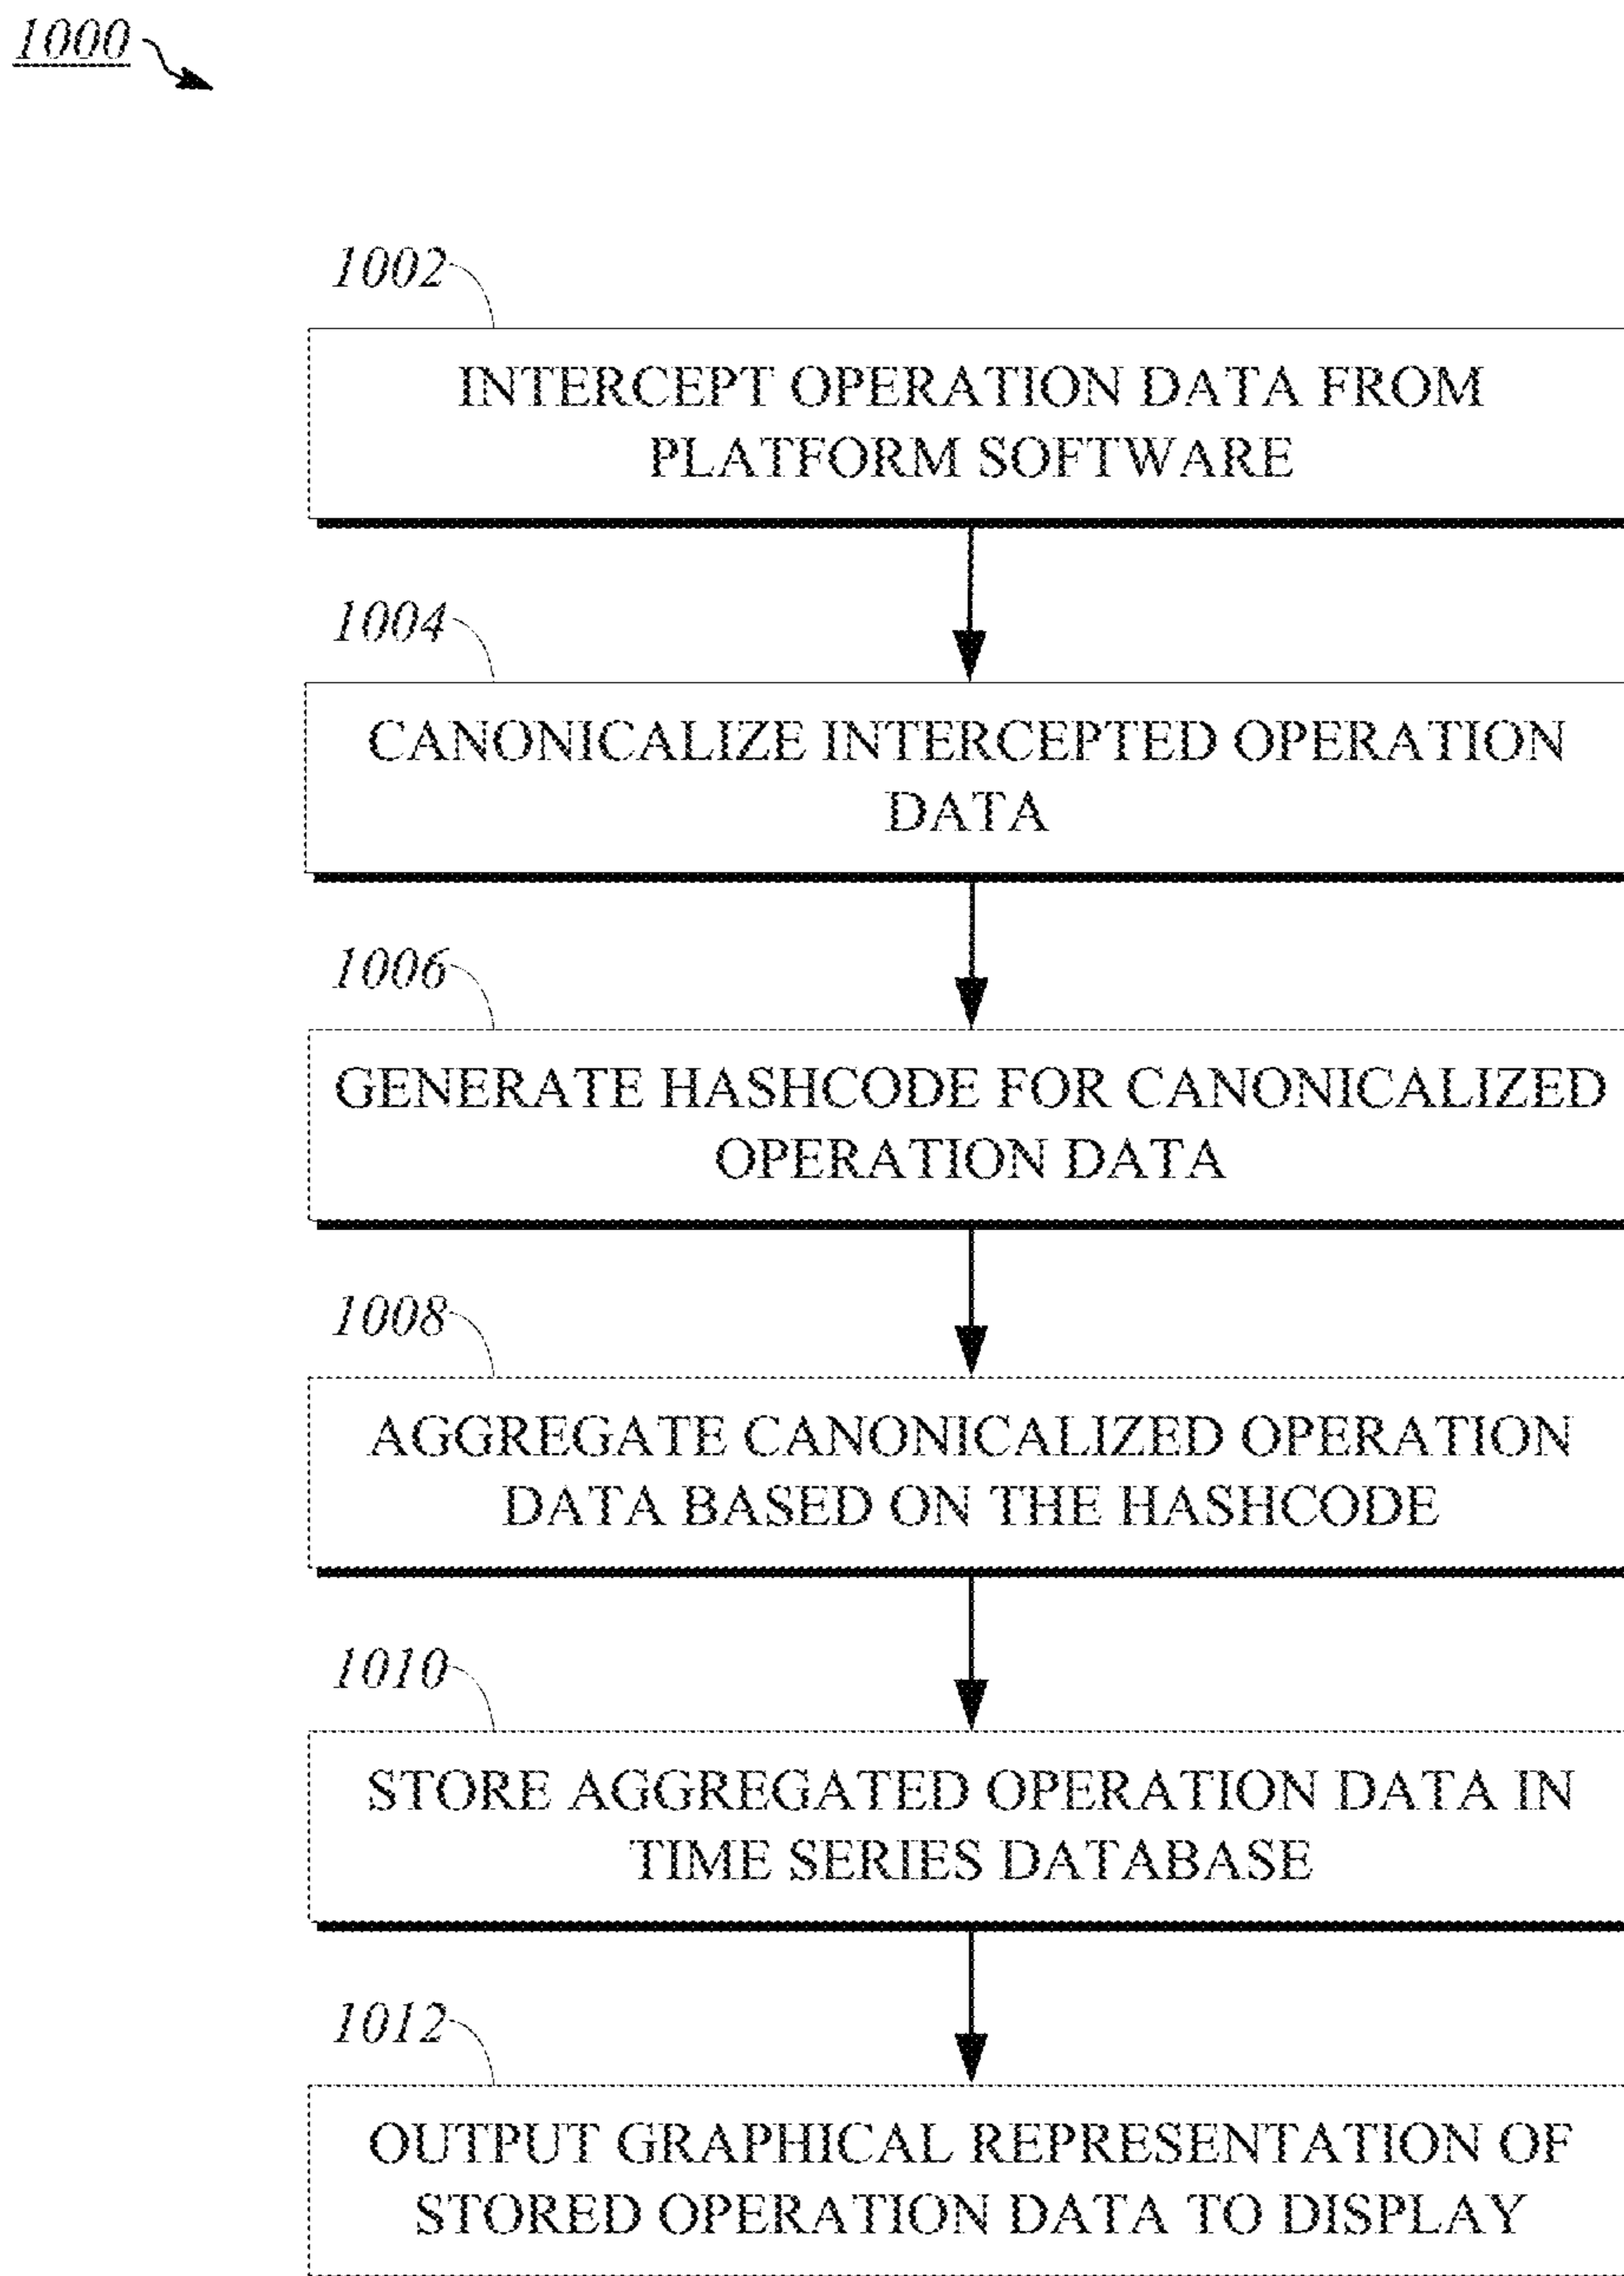 1000
1002
INTERCEPT OPERATION DATA FROM
PLATFORM SOFTWARE
1004
CANONICALIZE INTERCEPTED OPERATION
DATA
1006
GENERATE HASHCODE FOR CANONICALIZED
OPERATION DATA
1008
AGGREGATE CANONICALIZED OPERATION
DATA BASED ON THE HASHCODE
1010
STORE AGGREGATED OPERATION DATA IN
TIME SERIES DATABASE
1012
OUTPUT GRAPHICAL REPRESENTATION OF
STORED OPERATION DATA TO DISPLAY